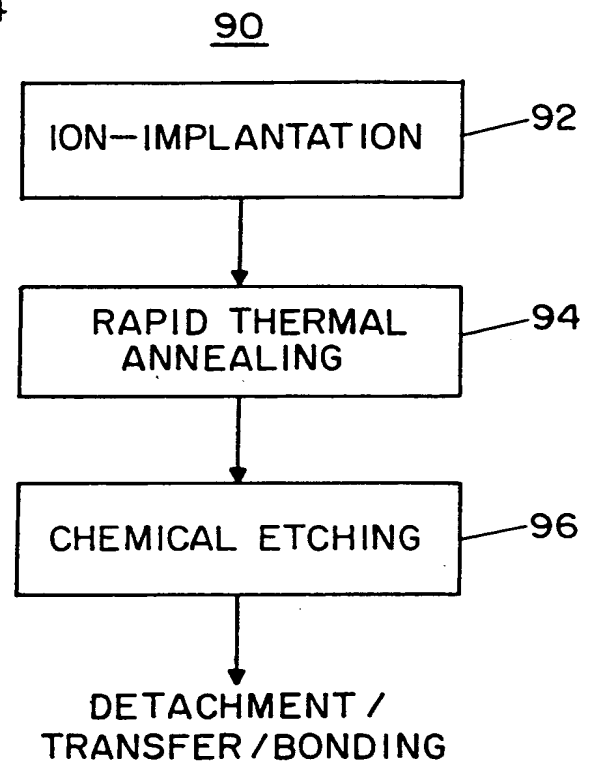 90
ION-IMPLANTATION
92
RAPID THERMAL
ANNEALING
94
CHEMICAL ETCHING
96
DETACHMENT/
TRANSFER/BONDING